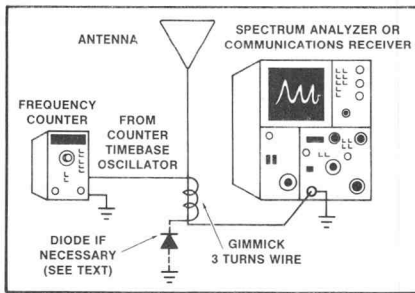 ANTENNA
SPECTRUM ANALYZER OR
COMMUNICATIONS RECEIVER
FREQUENCY
COUNTER
FROM
COUNTER
TIMEBASE
OSCILLATOR
DIODE IF
NECESSARY
(SEE TEXT)
GIMMICK
3 TURNS WIRE